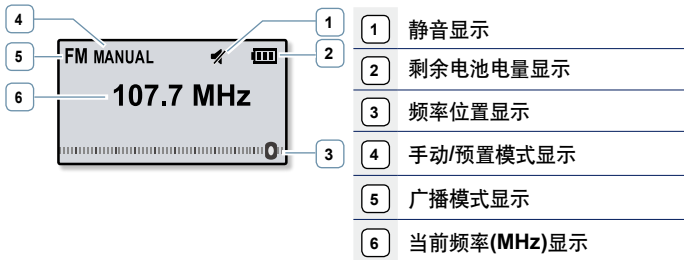 4
1
5
FM MANUAL
2
6
107.7 MHz
3
1 静音显示
2 剩余电池电量显示
3 频率位置显示
4 手动/预置模式显示
5 广播模式显示
6 当前频率(MHz)显示